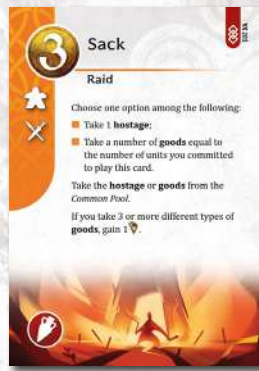 3
Sack
Raid
Choose one option among the following:
Take 1 hostage;
Take a number of goods equal to
the number of units you committed
to play this card.
Take the hostage or goods from the
Common Pool.
If you take 3 or more different types of
goods, gain 1